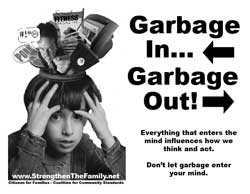 FITNESS
Garbage
In...
Garbage
Out!
Everything that enters the
mind influences how we
think and act.
Don't let garbage enter
your mind.
www.StrengthenTheFamily.net
Citizens for Families - Coalition for Community Standards